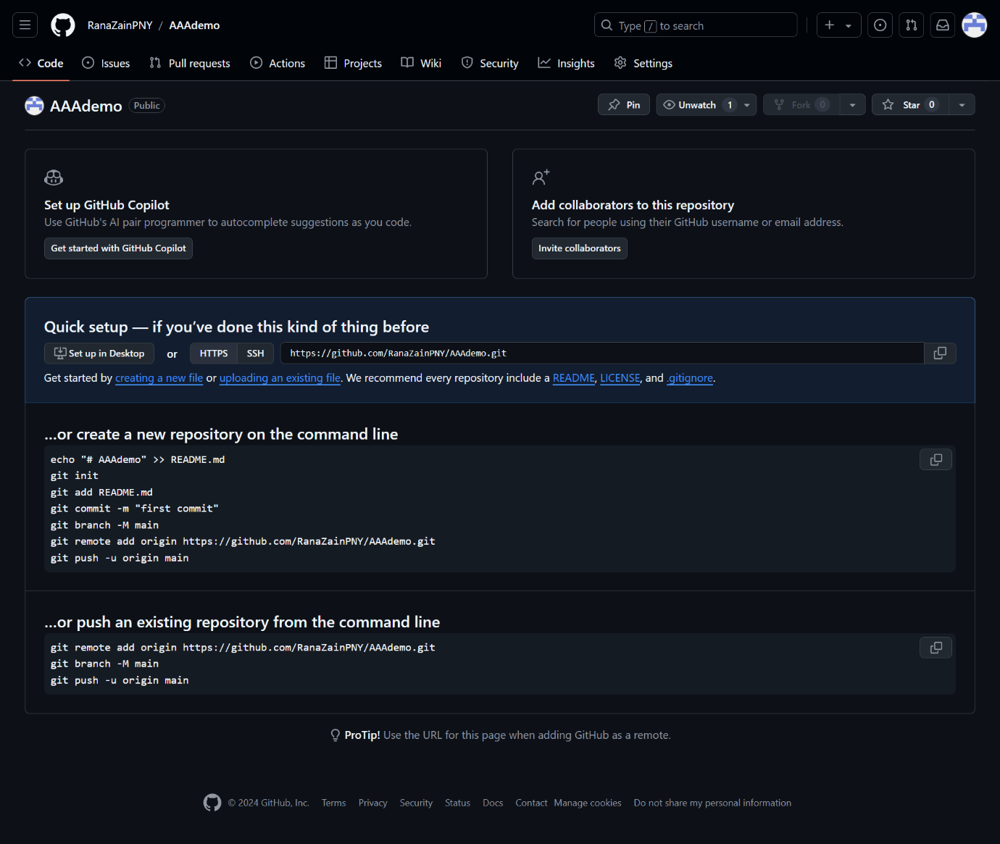 RanaZainPNY / AAAdemo
Type / to search
Code Issues Pull requests Actions Projects Wiki Security Insights Settings
AAAdemo Public
Pin Unwatch 1 Fork 0 Star 0
Set up GitHub Copilot
Use GitHub's AI pair programmer to autocomplete suggestions as you code.
Get started with GitHub Copilot
Add collaborators to this repository
Search for people using their GitHub username or email address.
Invite collaborators
Quick setup — if you’ve done this kind of thing before
Set up in Desktop or HTTPS SSH https://github.com/RanaZainPNY/AAAdemo.git
Get started by creating a new file or uploading an existing file. We recommend every repository include a README, LICENSE, and .gitignore.
…or create a new repository on the command line
echo "# AAAdemo" >> README.md
git init
git add README.md
git commit -m "first commit"
git branch -M main
git remote add origin https://github.com/RanaZainPNY/AAAdemo.git
git push -u origin main
…or push an existing repository from the command line
git remote add origin https://github.com/RanaZainPNY/AAAdemo.git
git branch -M main
git push -u origin main
ProTip! Use the URL for this page when adding GitHub as a remote.
© 2024 GitHub, Inc. Terms Privacy Security Status Docs Contact Manage cookies Do not share my personal information